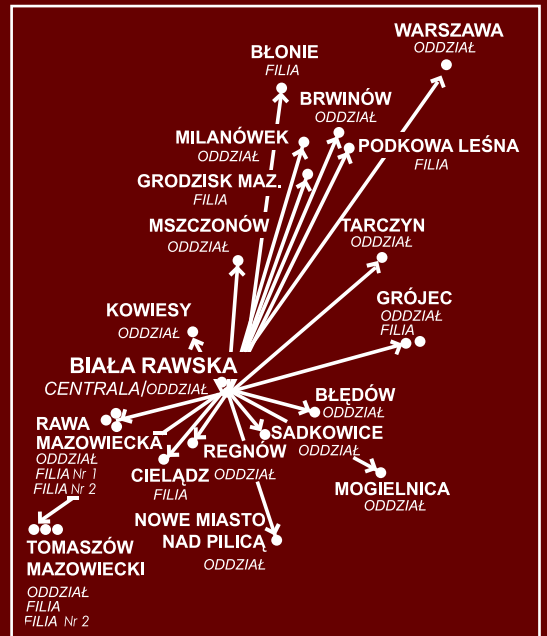 WARSZAWA
ODDZIAŁ
BŁONIE
FILIA
BRWINÓW
ODDZIAŁ
MILANÓWEK
ODDZIAŁ
PODKOWA LEŚNA
FILIA
GRODZISK MAZ.
FILIA
MSZCZONÓW
ODDZIAŁ
TARCZYN
ODDZIAŁ
GRÓJEC
ODDZIAŁ
FILIA
KOWIESY
ODDZIAŁ
BIAŁA RAWSKA
CENTRALA/ODDZIAŁ
BŁĘDÓW
ODDZIAŁ
RAWA
MAZOWIECKA
ODDZIAŁ
FILIA Nr 1
FILIA Nr 2
SADKOWICE
ODDZIAŁ
REGNÓW
ODDZIAŁ
CIELĄDZ
FILIA
MOGIELNICA
ODDZIAŁ
NOWE MIASTO
NAD PILICĄ
ODDZIAŁ
TOMASZÓW
MAZOWIECKI
ODDZIAŁ
FILIA
FILIA Nr 2